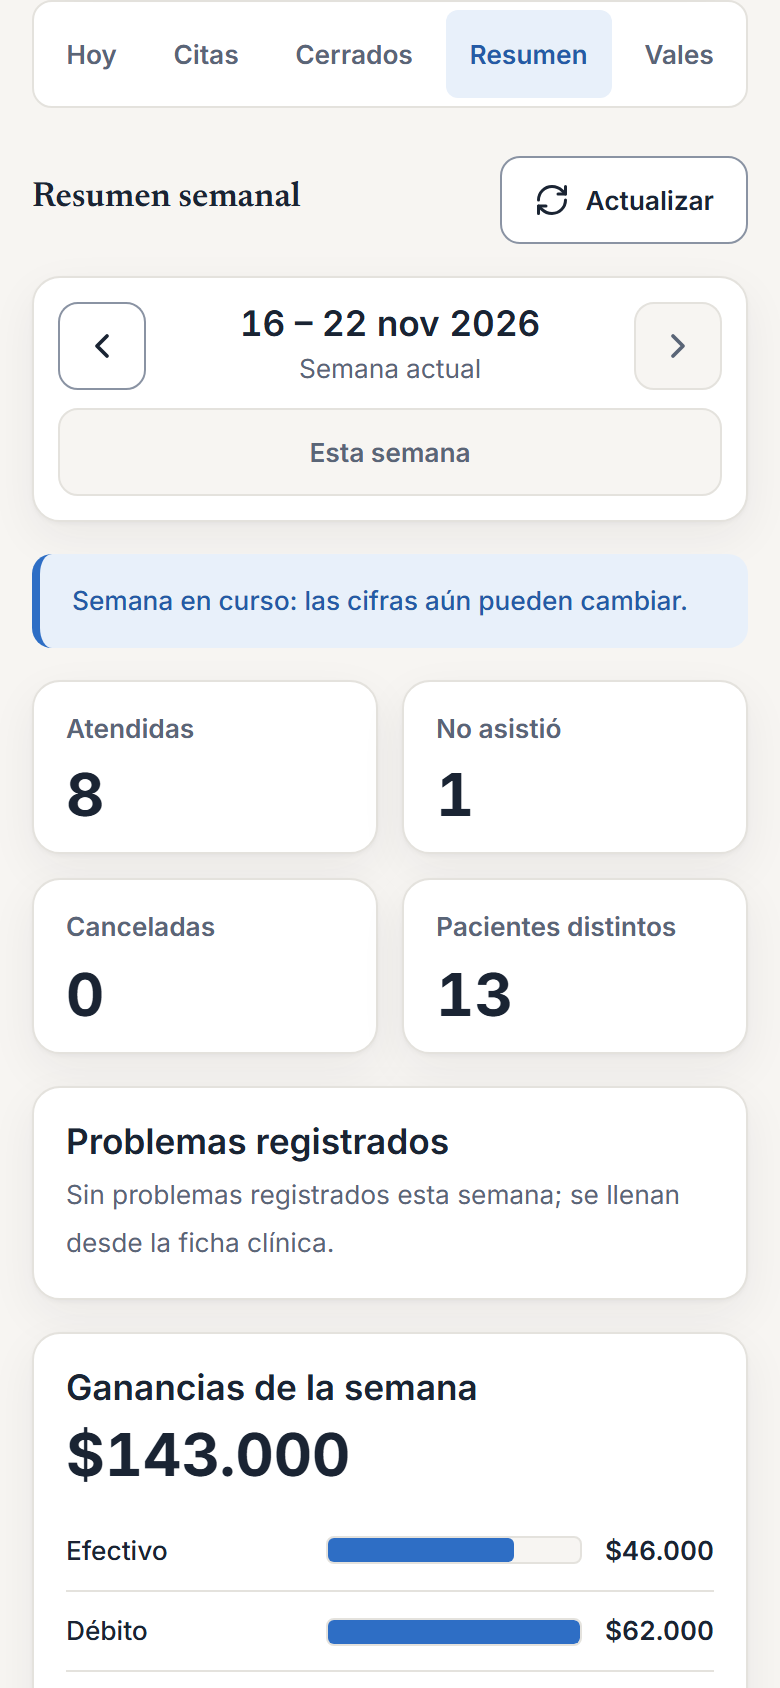 Hoy Citas Cerrados Resumen Vales
Resumen semanal
Actualizar
16 – 22 nov 2026
Semana actual
Esta semana
Semana en curso: las cifras aún pueden cambiar.
Atendidas
8
No asistió
1
Canceladas
0
Pacientes distintos
13
Problemas registrados
Sin problemas registrados esta semana; se llenan
desde la ficha clínica.
Ganancias de la semana
$143.000
Efectivo $46.000
Débito $62.000